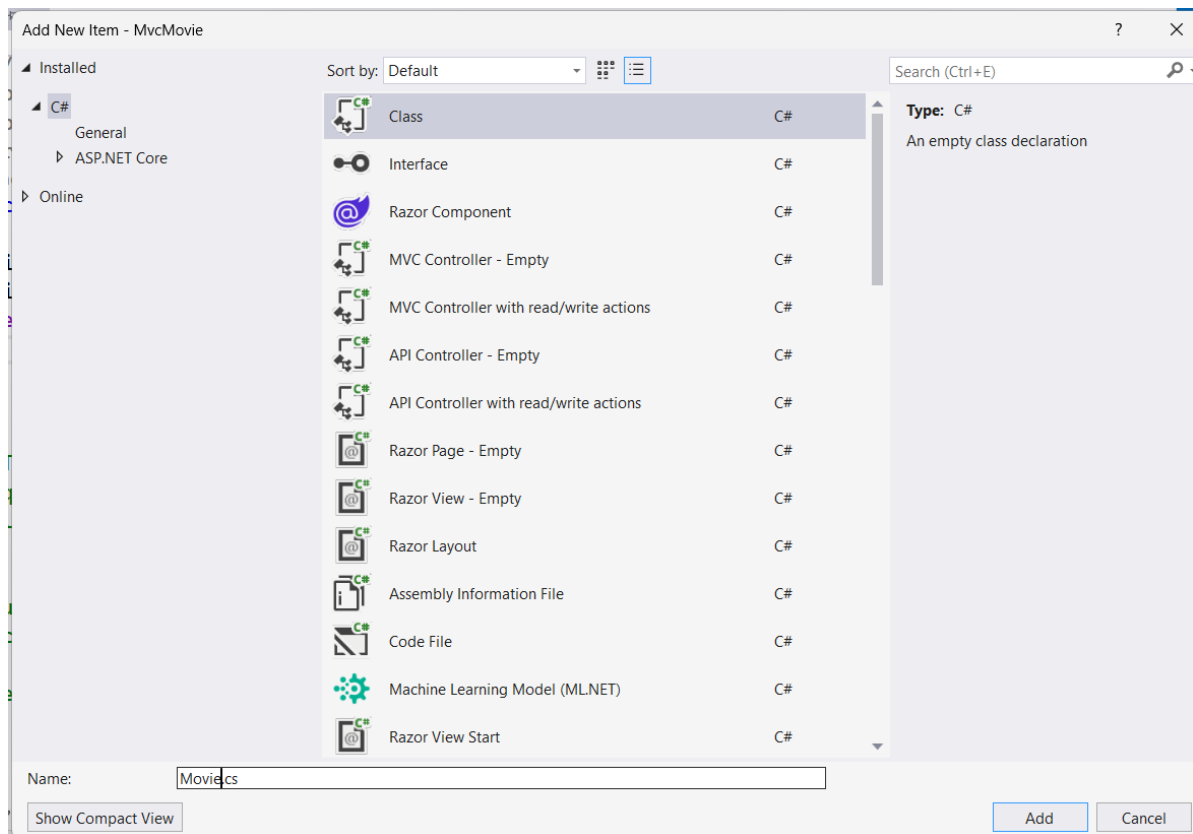 Add New Item - MvcMovie
?
Installed
C#
General
ASP.NET Core
Online
Sort by: Default
Search (Ctrl+E)
Class C#
Interface C#
Razor Component C#
MVC Controller - Empty C#
MVC Controller with read/write actions C#
API Controller - Empty C#
API Controller with read/write actions C#
Razor Page - Empty C#
Razor View - Empty C#
Razor Layout C#
Assembly Information File C#
Code File C#
Machine Learning Model (ML.NET) C#
Razor View Start C#
Type: C#
An empty class declaration
Name: Movie.cs
Show Compact View
Add Cancel